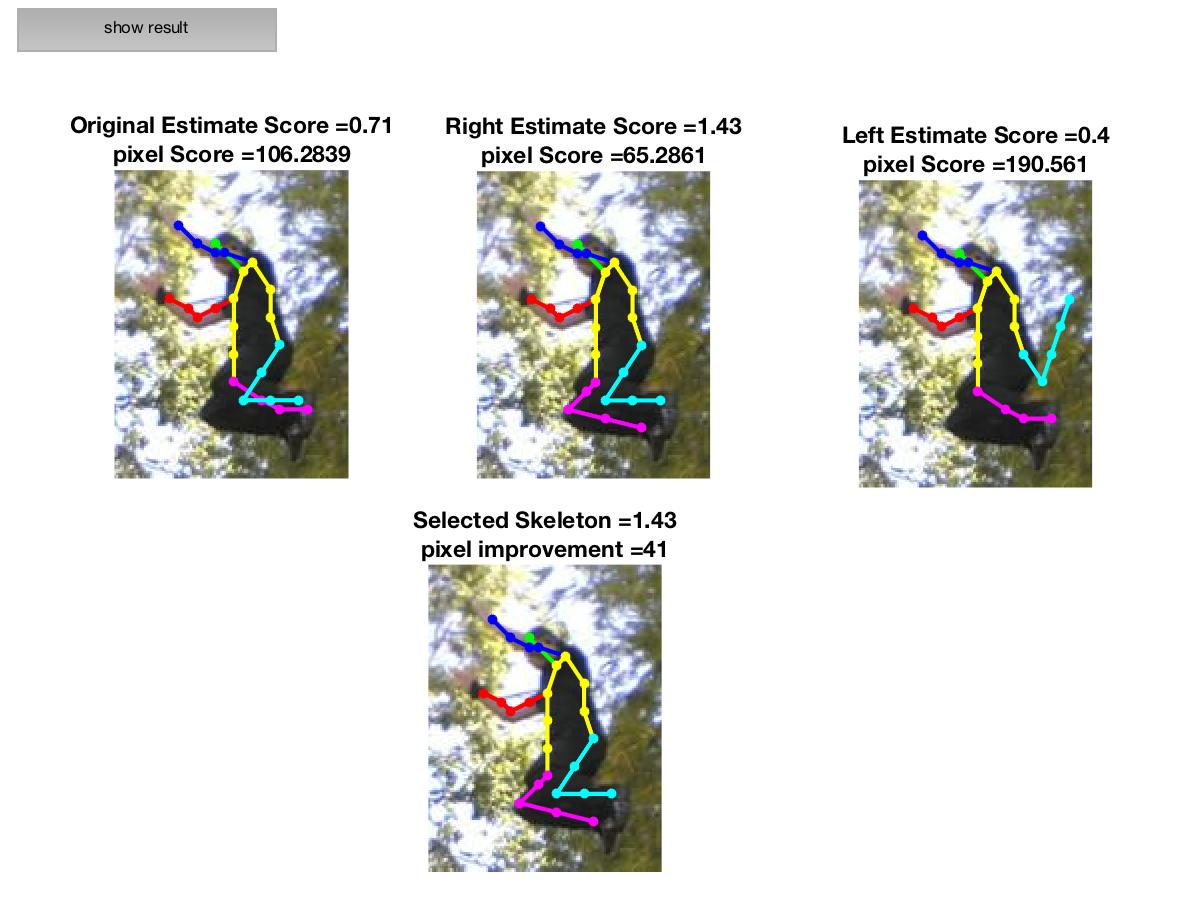 show result
Original Estimate Score =0.71
pixel Score =106.2839
Right Estimate Score =1.43
pixel Score =65.2861
Left Estimate Score =0.4
pixel Score =190.561
Selected Skeleton =1.43
pixel improvement =41